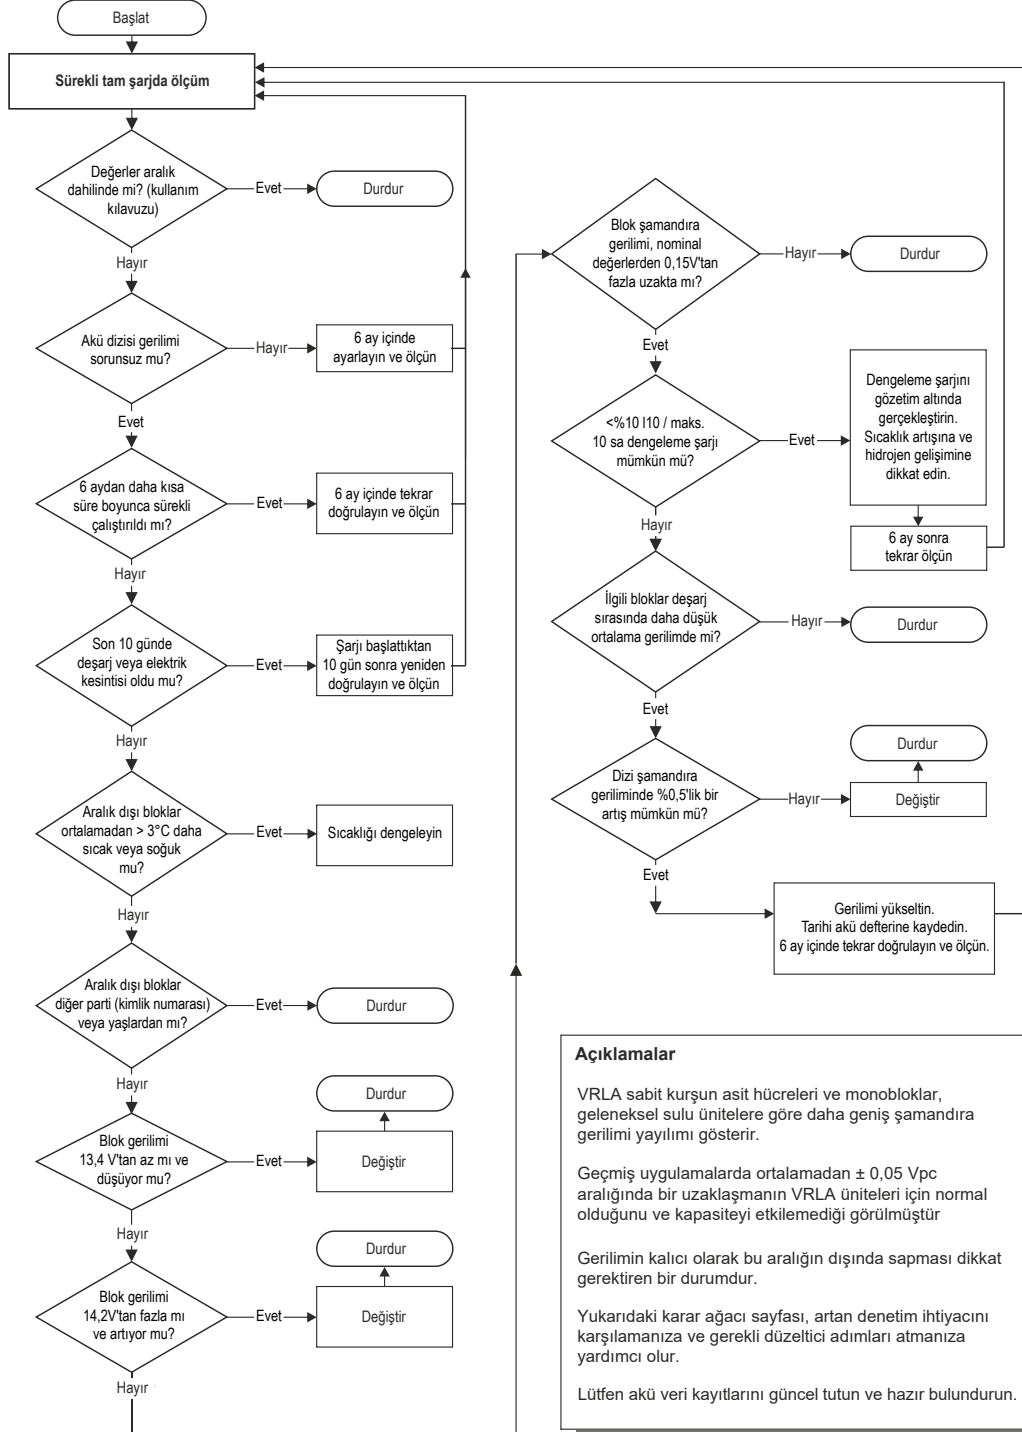 Başlat
Sürekli tam şarjda ölçüm
Değerler aralık
dahilinde mi? (kullanım
kılavuzu)
Evet
Durdur
Hayır
Akü dizisi gerilimi
sorunsuz mu?
Hayır
6 ay içinde
ayarlayın ve ölçün
Evet
6 aydan daha kısa
süre boyunca sürekli
çalıştırıldı mı?
Evet
6 ay içinde tekrar
doğrulayın ve ölçün
Hayır
Son 10 günde
deşarj veya elektrik
kesintisi oldu mu?
Evet
Şarjı başlattıktan
10 gün sonra yeniden
doğrulayın ve ölçün
Hayır
Aralık dışı bloklar
ortalamadan > 3°C daha
sıcak veya soğuk
mu?
Evet
Sıcaklığı dengeleyin
Hayır
Aralık dışı bloklar
diğer parti (kimlik numarası)
veya yaşlardan mı?
Evet
Durdur
Hayır
Blok gerilimi
13,4 V'tan az mı ve
düşüyor mu?
Evet
Değiştir
Durdur
Hayır
Blok gerilimi
14,2V'tan fazla mı
ve artıyor mu?
Evet
Değiştir
Durdur
Hayır
Blok şamandıra
gerilimi, nominal
değerlerden 0,15V'tan
fazla uzakta mı?
Hayır
Durdur
Evet
<%10 I10 / maks.
10 sa dengeleme şarjı
mümkün mü?
Evet
Dengeleme şarjını
gözetim altında
gerçekleştirin.
Sıcaklık artışına ve
hidrojen gelişimine
dikkat edin.
6 ay sonra
tekrar ölçün
Hayır
İlgili bloklar deşarj
sırasında daha düşük
ortalama gerilimde mi?
Hayır
Durdur
Evet
Dizi şamandıra
geriliminde %0,5'lik bir
artış mümkün mü?
Hayır
Değiştir
Durdur
Evet
Gerilimi yükseltin.
Tarihi akü defterine kaydedin.
6 ay içinde tekrar doğrulayın ve ölçün.
Açıklamalar
VRLA sabit kurşun asit hücreleri ve monobloklar,
geleneksel sulu ünitelere göre daha geniş şamandıra
gerilimi yayılımı gösterir.
Geçmiş uygulamalarda ortalamadan ± 0,05 Vpc
aralığında bir uzaklaşmanın VRLA üniteleri için normal
olduğunu ve kapasiteyi etkilemediği görülmüştür
Gerilimin kalıcı olarak bu aralığın dışında sapması dikkat
gerektiren bir durumdur.
Yukarıdaki karar ağacı sayfası, artan denetim ihtiyacını
karşılamanıza ve gerekli düzeltici adımları atmanıza
yardımcı olur.
Lütfen akü veri kayıtlarını güncel tutun ve hazır bulundurun.